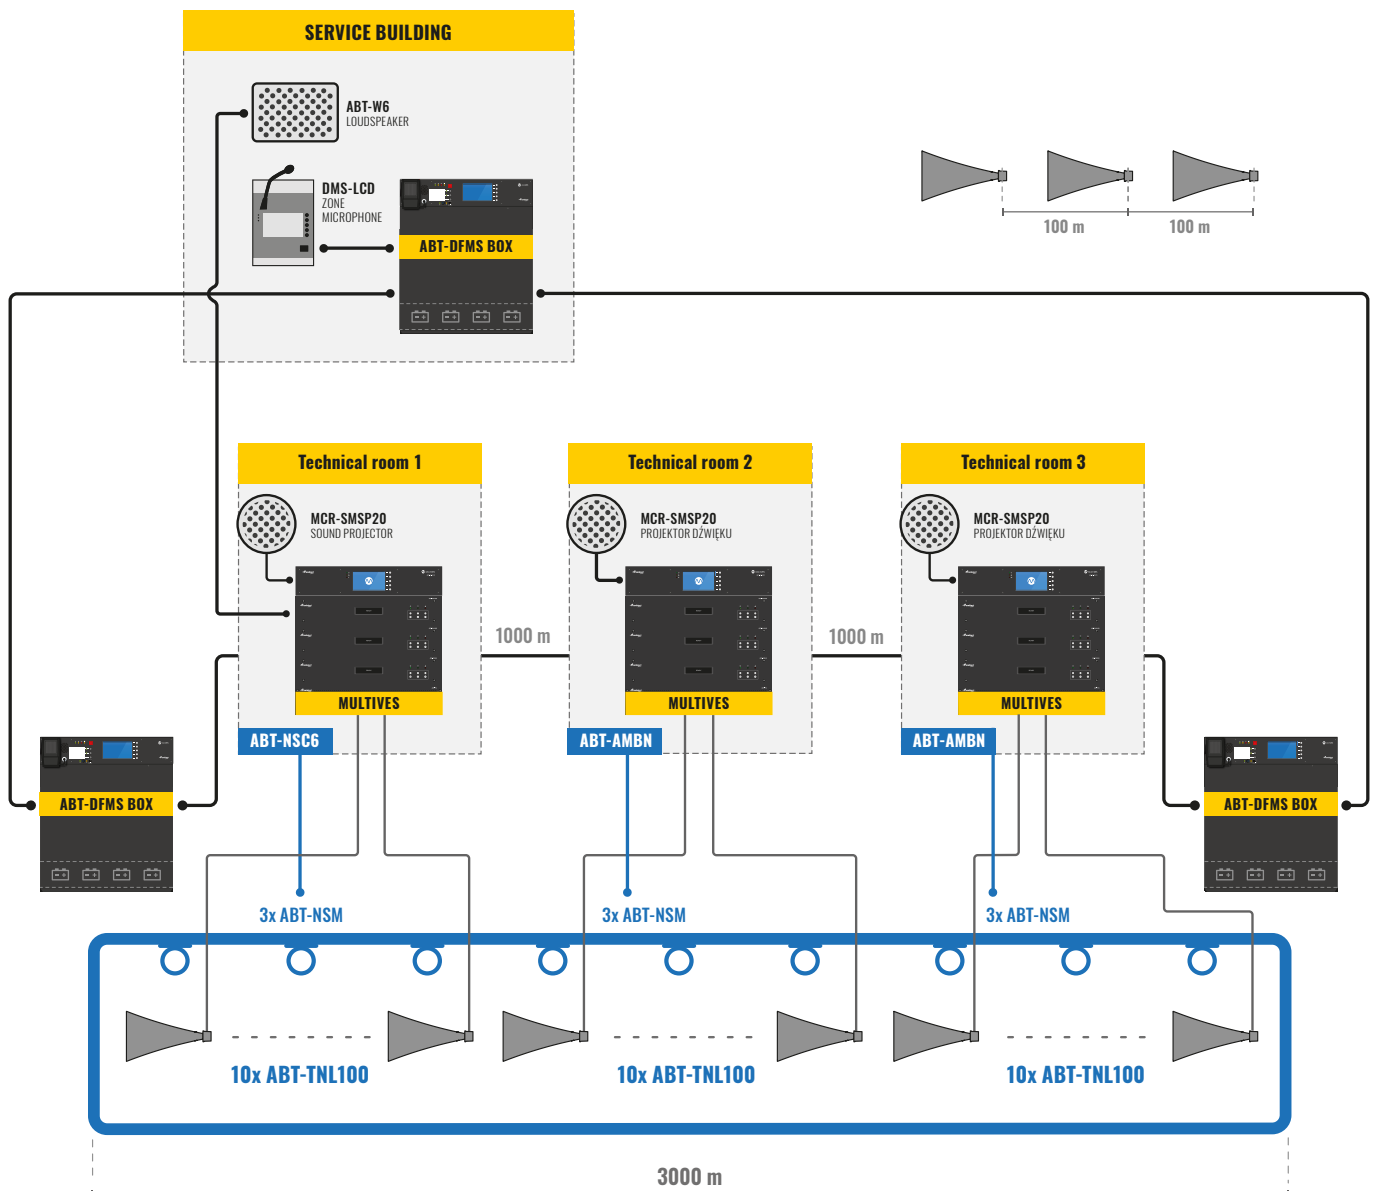 SERVICE BUILDING
ABT-W6
LOUDSPEAKER
DMS-LCD
ZONE
MICROPHONE
ABT-DFMS BOX
100 m
100 m
Technical room 1
MCR-SMSP20
SOUND PROJECTOR
MULTIVES
ABT-NSC6
1000 m
Technical room 2
MCR-SMSP20
PROJEKTOR DŹWIĘKU
MULTIVES
ABT-AMBN
1000 m
Technical room 3
MCR-SMSP20
PROJEKTOR DŹWIĘKU
MULTIVES
ABT-AMBN
ABT-DFMS BOX
ABT-DFMS BOX
3x ABT-NSM
3x ABT-NSM
3x ABT-NSM
10x ABT-TNL100
10x ABT-TNL100
10x ABT-TNL100
3000 m